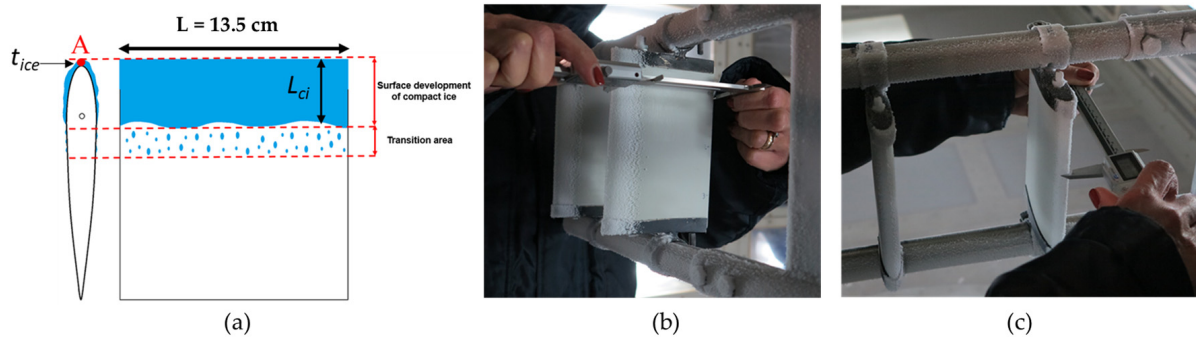 L = 13.5 cm
A
t_ice
L_ci
Surface development
of compact ice
Transition area
(a)
(b)
(c)